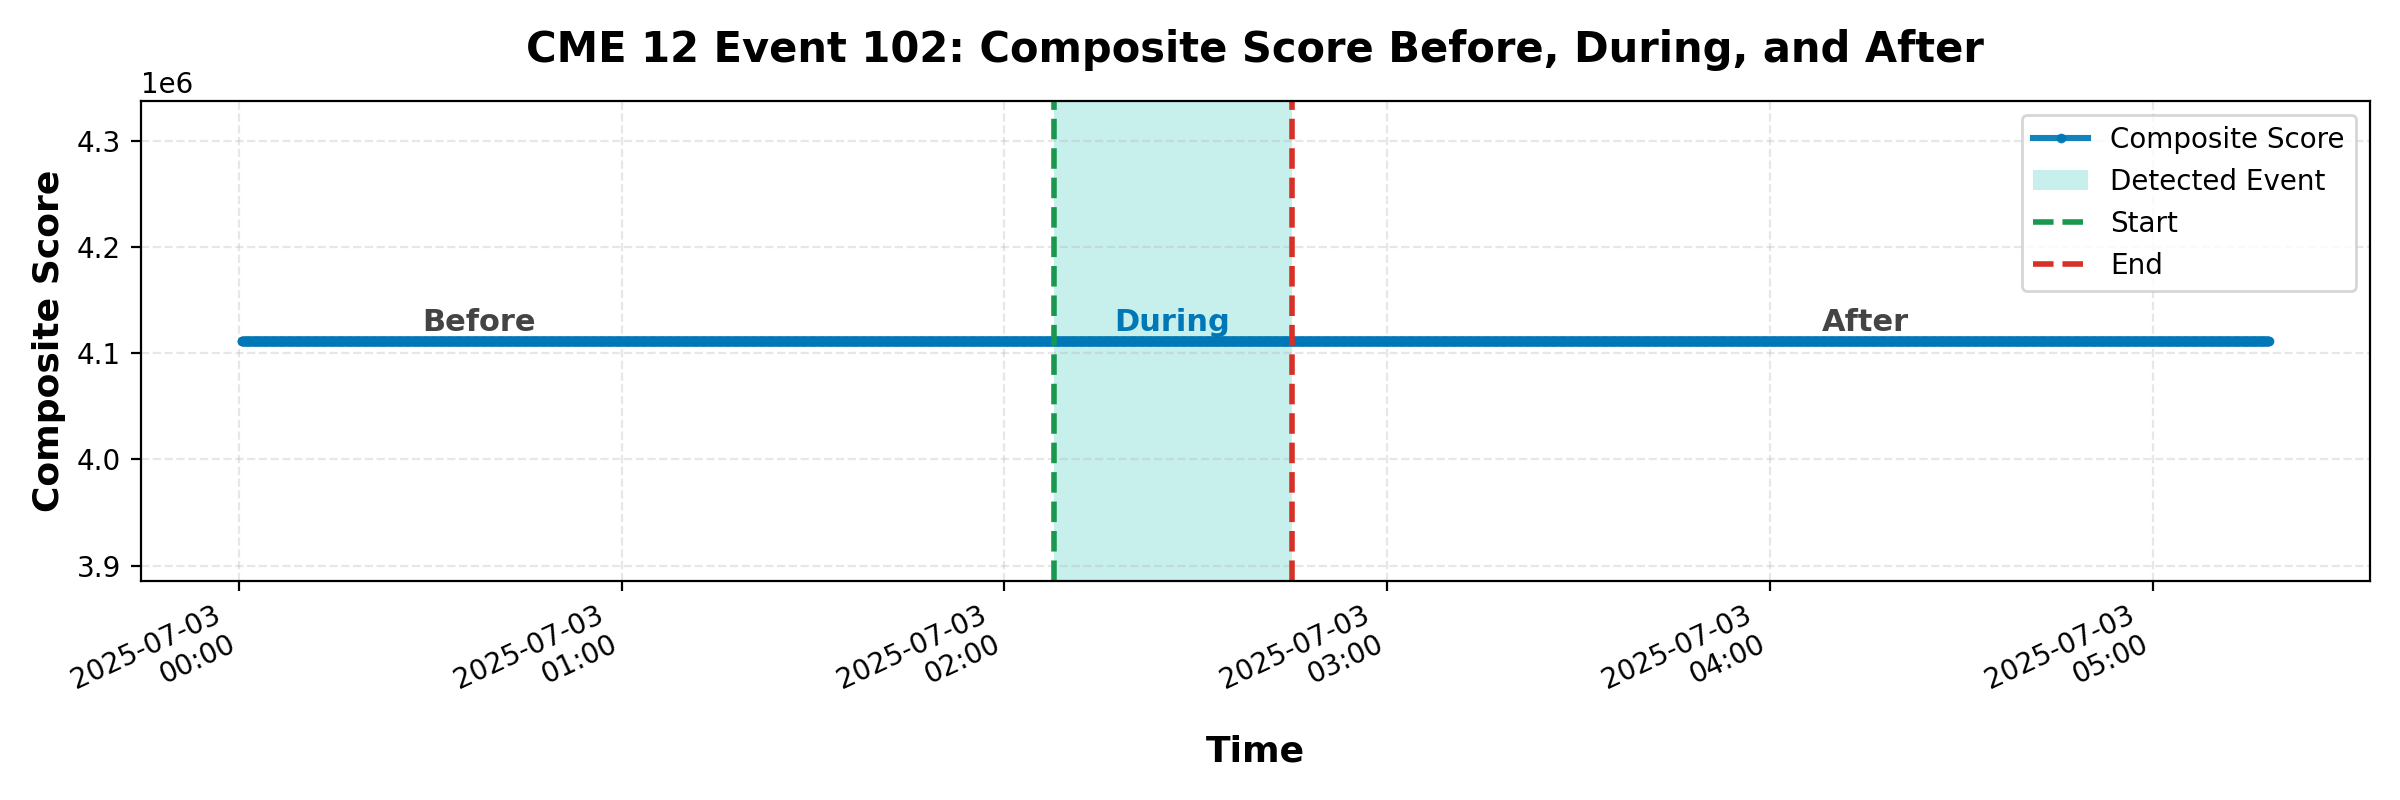 CME 12 Event 102: Composite Score Before, During, and After
1e6
Composite Score
4.3
4.2
4.1
4.0
3.9
Before
During
After
Composite Score
Detected Event
Start
End
2025-07-03
00:00
2025-07-03
01:00
2025-07-03
02:00
2025-07-03
03:00
2025-07-03
04:00
2025-07-03
05:00
Time